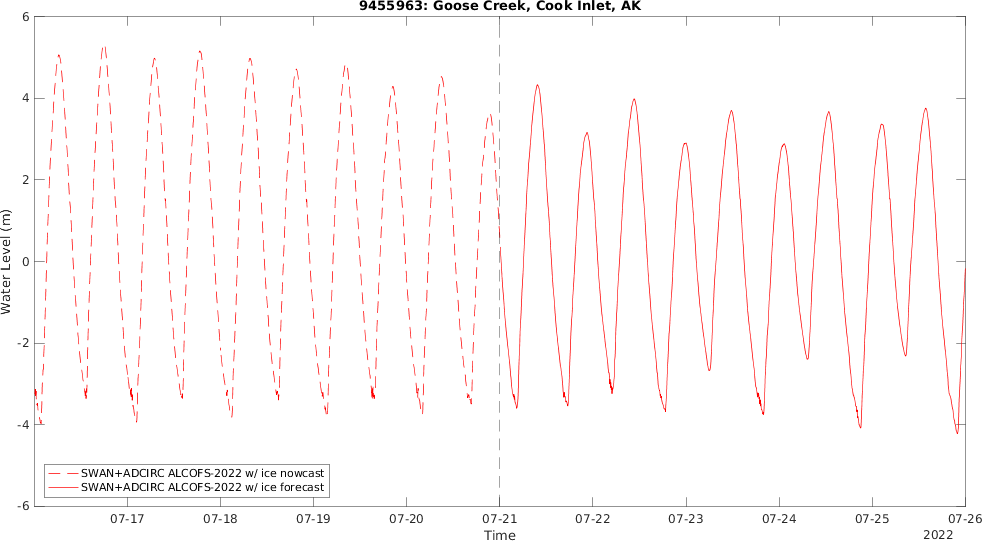 9455963: Goose Creek, Cook Inlet, AK
6
4
2
0
-2
-4
-6
Water Level (m)
SWAN+ADCIRC ALCOFS-2022 w/ ice nowcast
SWAN+ADCIRC ALCOFS-2022 w/ ice forecast
07-17 07-18 07-19 07-20 07-21 07-22 07-23 07-24 07-25 07-26
Time
2022